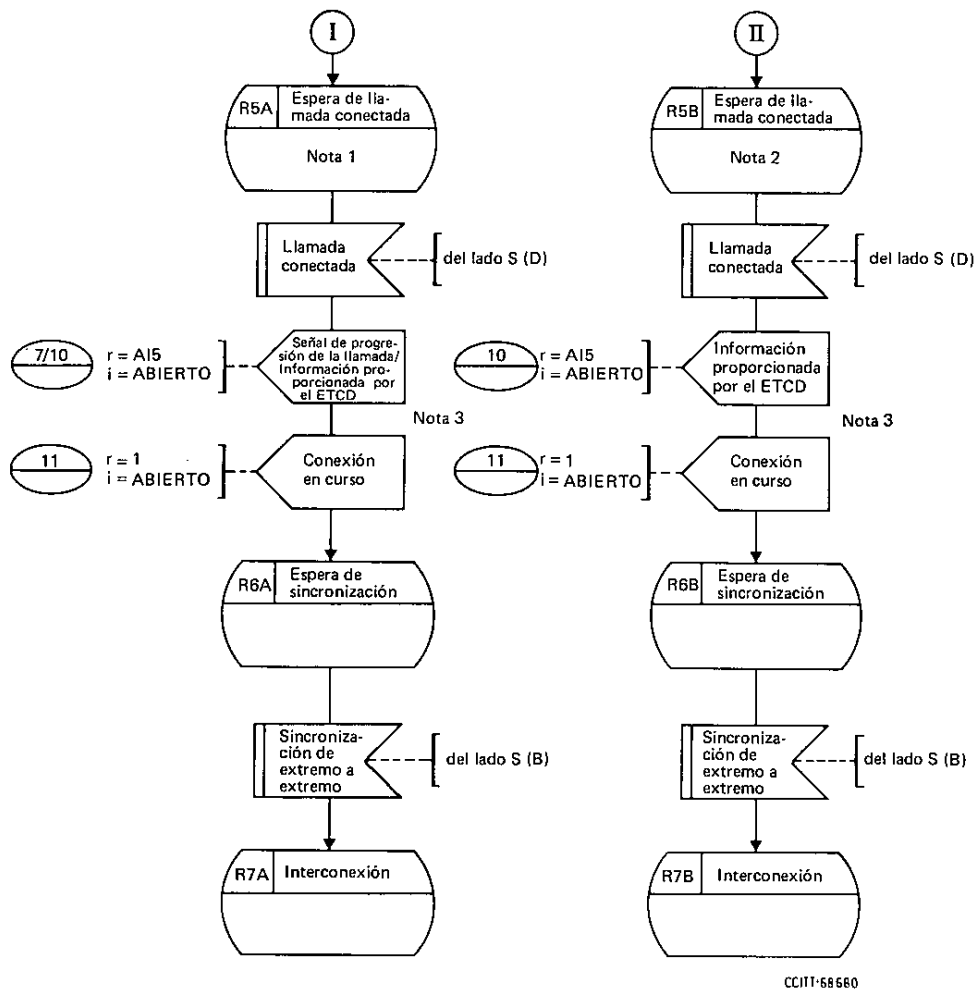 I
R5A
Espera de lla-
mada conectada
Nota 1
Llamada
conectada
del lado S (D)
7/10
r = AI5
i = ABIERTO
Señal de progre-
sión de la llamada/
Información pro-
porcionada por
el ETCD
Nota 3
11
r = 1
i = ABIERTO
Conexión
en curso
R6A
Espera de
sincronización
Sincroniza-
ción de
extremo a
extremo
del lado S (B)
R7A
Interconexión
II
R5B
Espera de lla-
mada conectada
Nota 2
Llamada
conectada
del lado S (D)
10
r = AI5
i = ABIERTO
Información
proporcionada
por el ETCD
Nota 3
11
r = 1
i = ABIERTO
Conexión
en curso
R6B
Espera de
sincronización
Sincroniza-
ción de
extremo a
extremo
del lado S (B)
R7B
Interconexión
CCITT-68680